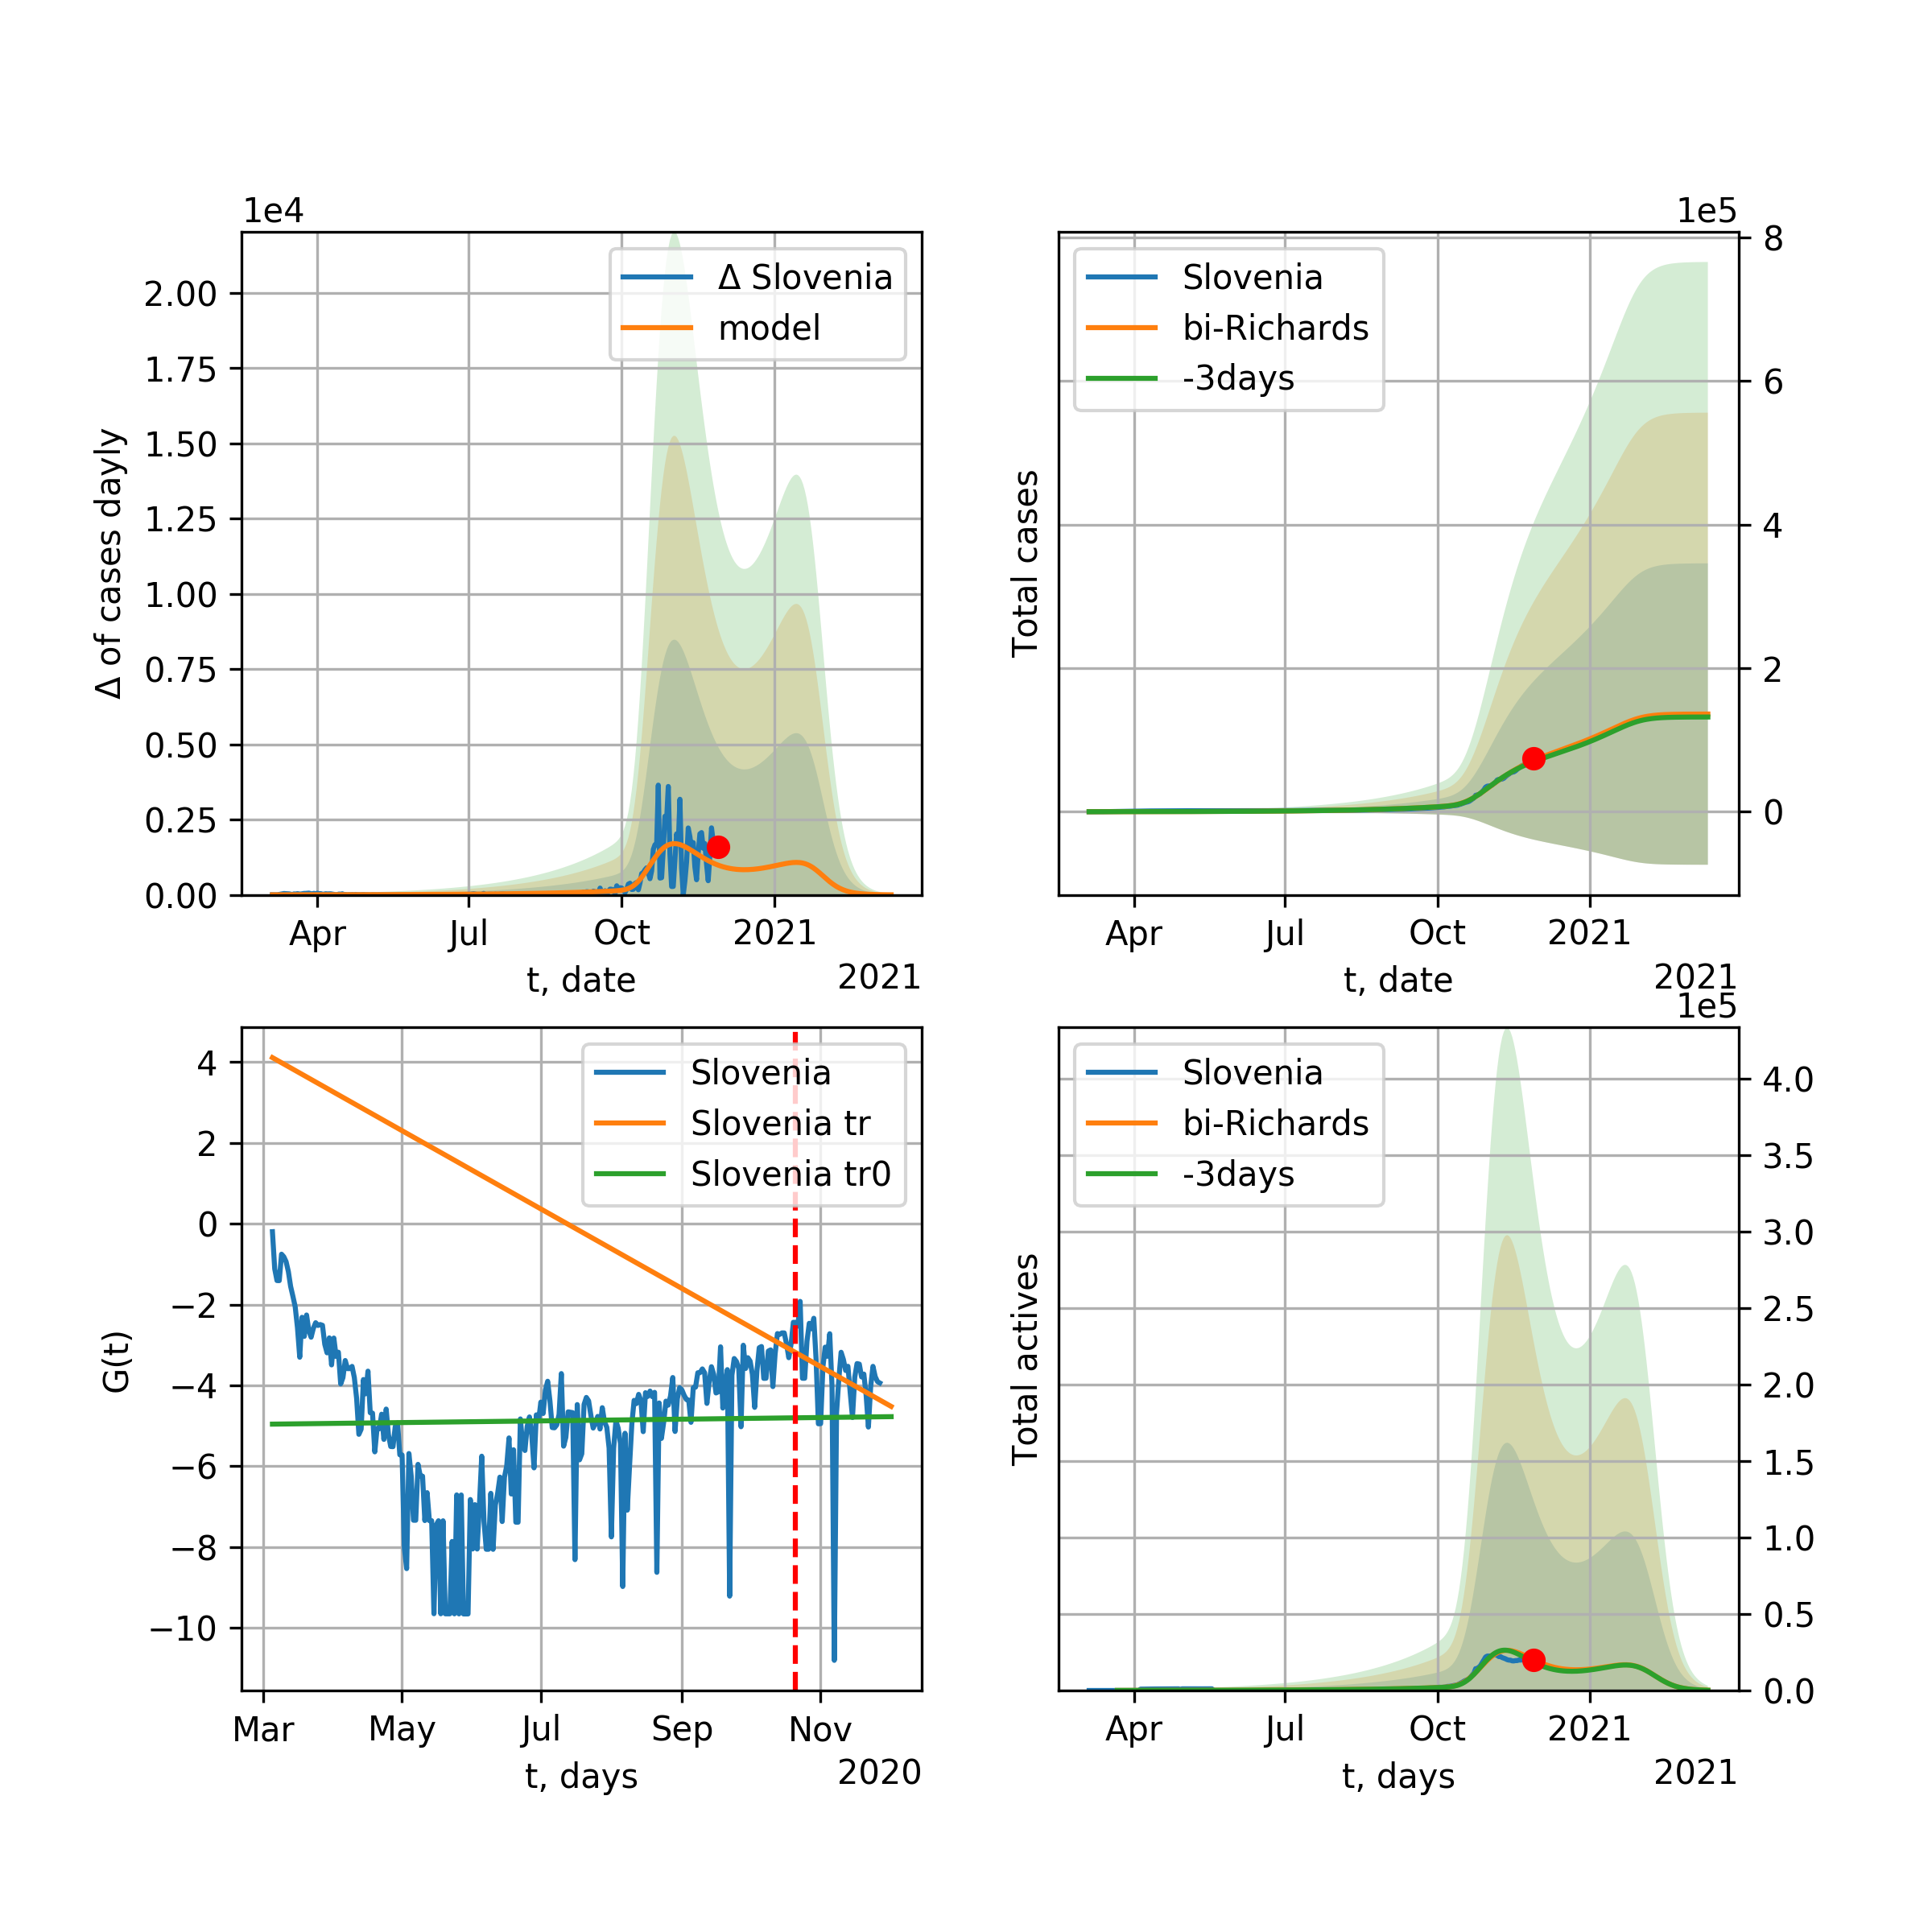 1e4
Δ of cases dayly
2.00
1.75
1.50
1.25
1.00
0.75
0.50
0.25
0.00
Δ Slovenia
model
Apr Jul Oct 2021
t, date
2021
1e5
Total cases
8
6
4
2
0
Slovenia
bi-Richards
-3days
Apr Jul Oct 2021
t, date
2021
G(t)
4
2
0
−2
−4
−6
−8
−10
Slovenia
Slovenia tr
Slovenia tr0
Mar May Jul Sep Nov
t, days
2020
1e5
Total actives
4.0
3.5
3.0
2.5
2.0
1.5
1.0
0.5
0.0
Slovenia
bi-Richards
-3days
Apr Jul Oct 2021
t, days
2021